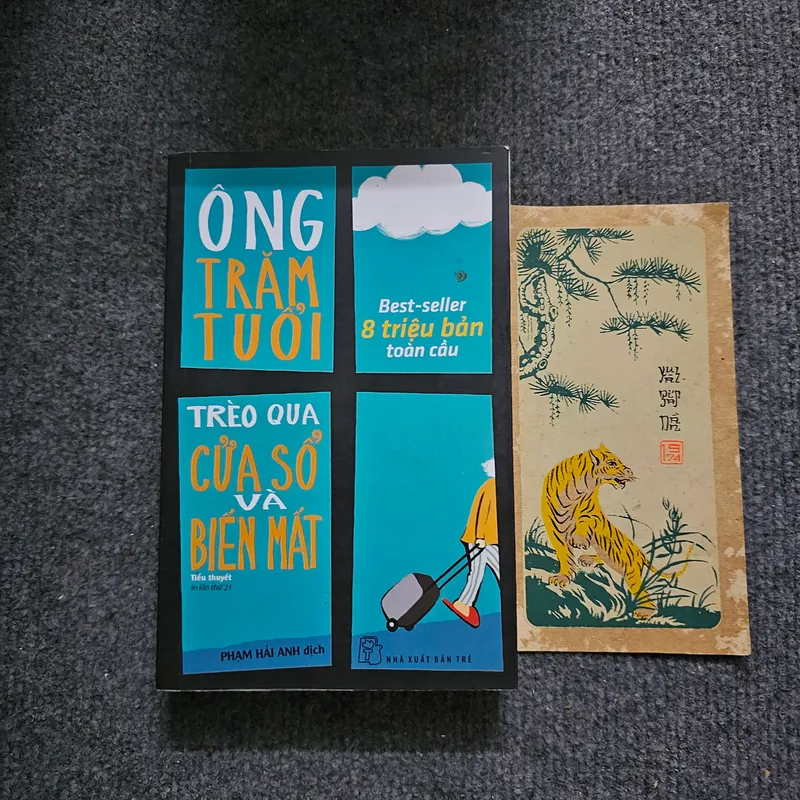 ÔNG
TRĂM
TUỔI
Best-seller
8 triệu bản
toàn cầu
TRÈO QUA
CỬA SỔ
VÀ
BIẾN MẤT
Tiểu thuyết
In lần thứ 21
PHẠM HẢI ANH dịch
NHÀ XUẤT BẢN TRẺ